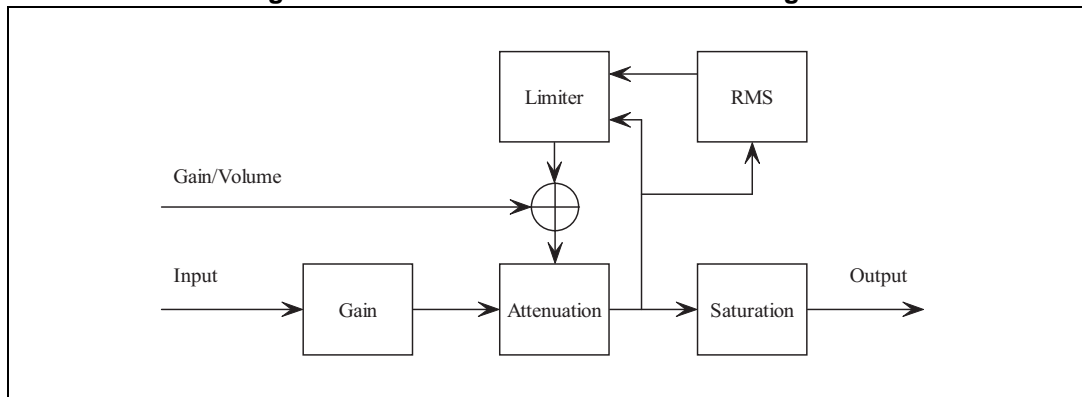 Limiter
RMS
Gain/Volume
Input
Output
Gain
Attenuation
Saturation